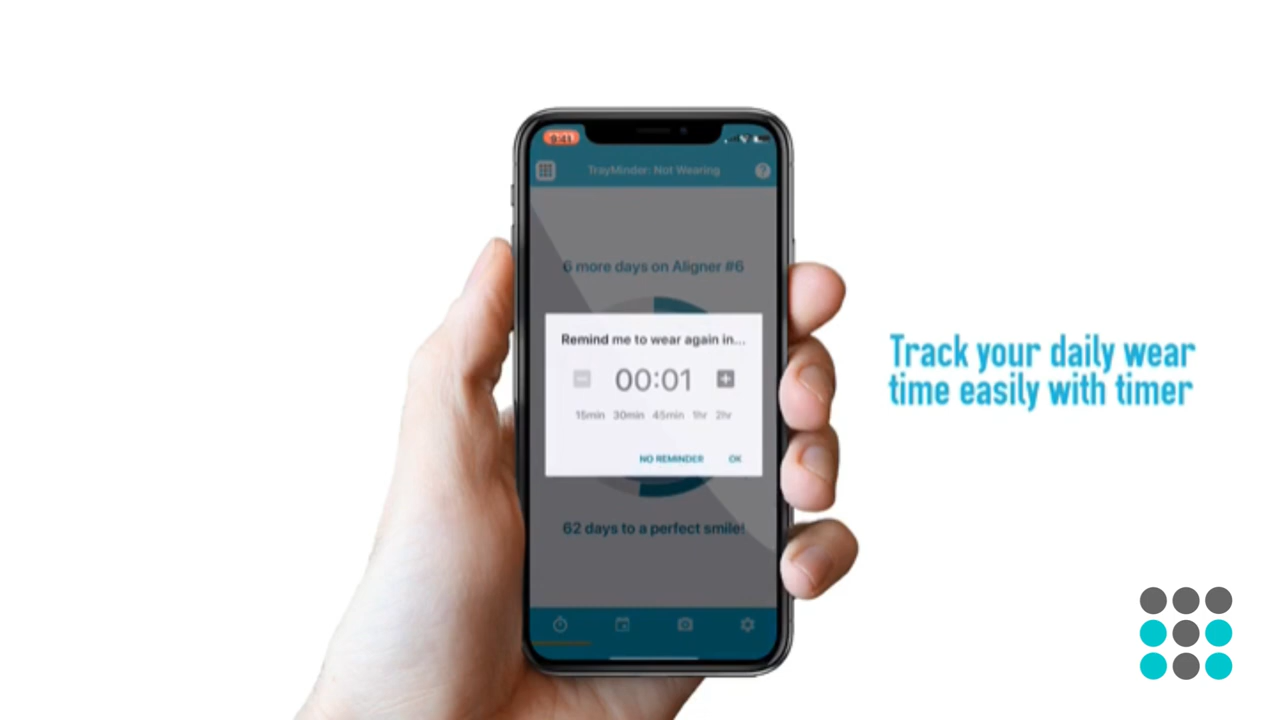 9:41
TrayMinder: Not Wearing
?
6 more days on Aligner #6
Remind me to wear again in...
00:01
15min 30min 45min 1hr 2hr
NO REMINDER OK
62 days to a perfect smile!
Track your daily wear
time easily with timer